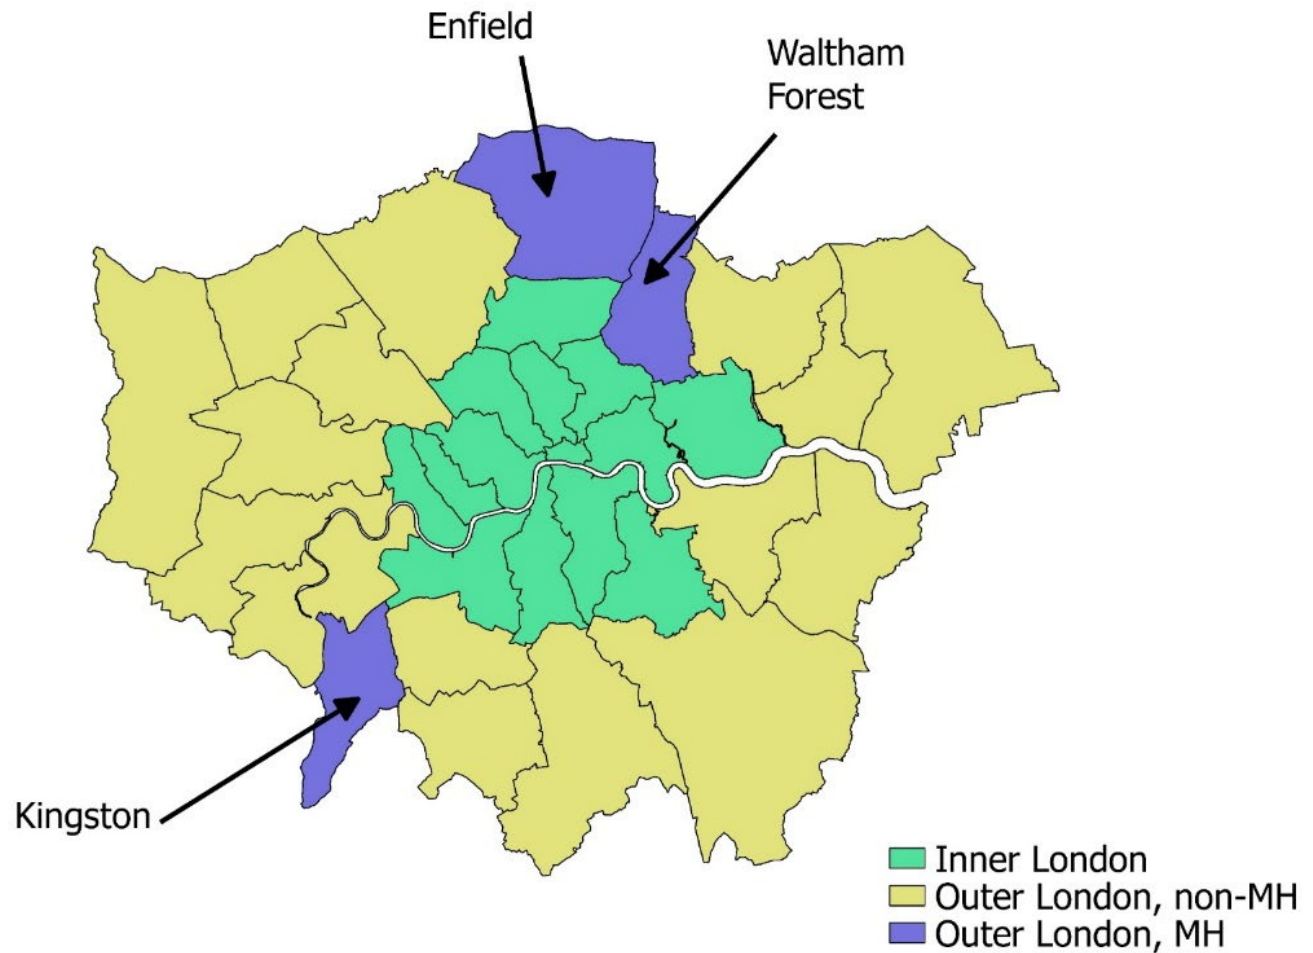 Enfield
Waltham
Forest
Kingston
Inner London
Outer London, non-MH
Outer London, MH